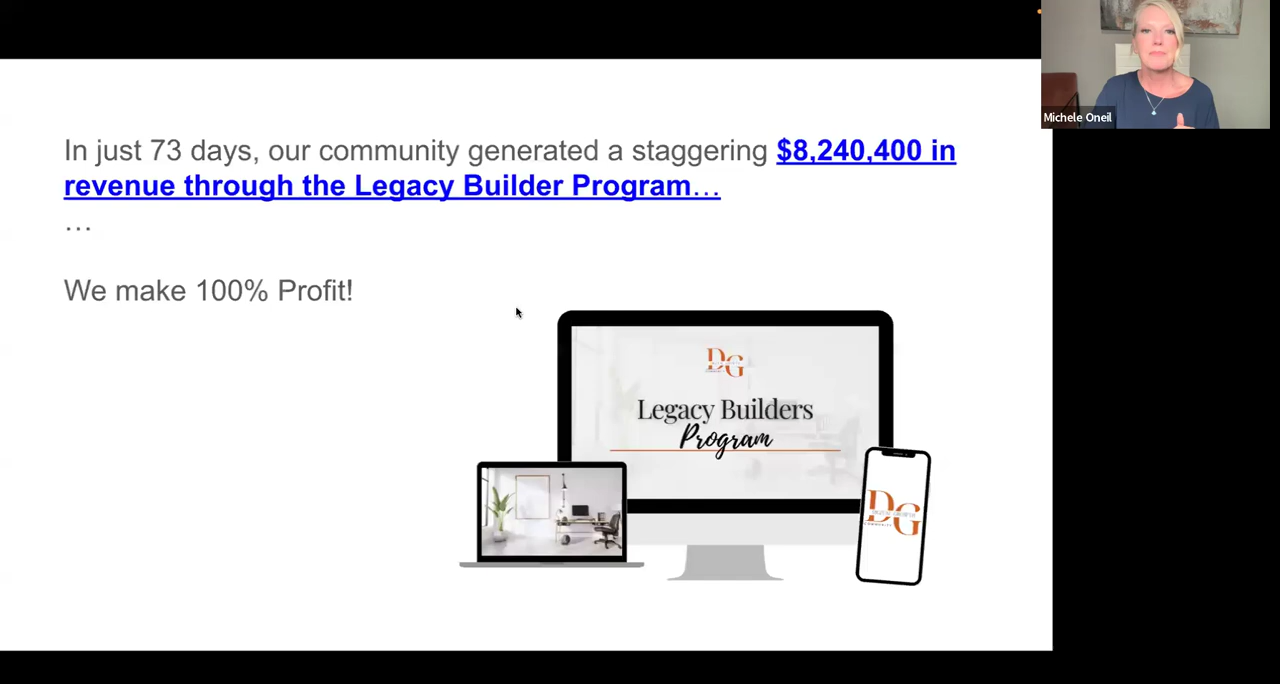 Michele Oneil
In just 73 days, our community generated a staggering $8,240,400 in
revenue through the Legacy Builder Program…
…
We make 100% Profit!
DG
Legacy Builders
Program
DG
COMMUNITY